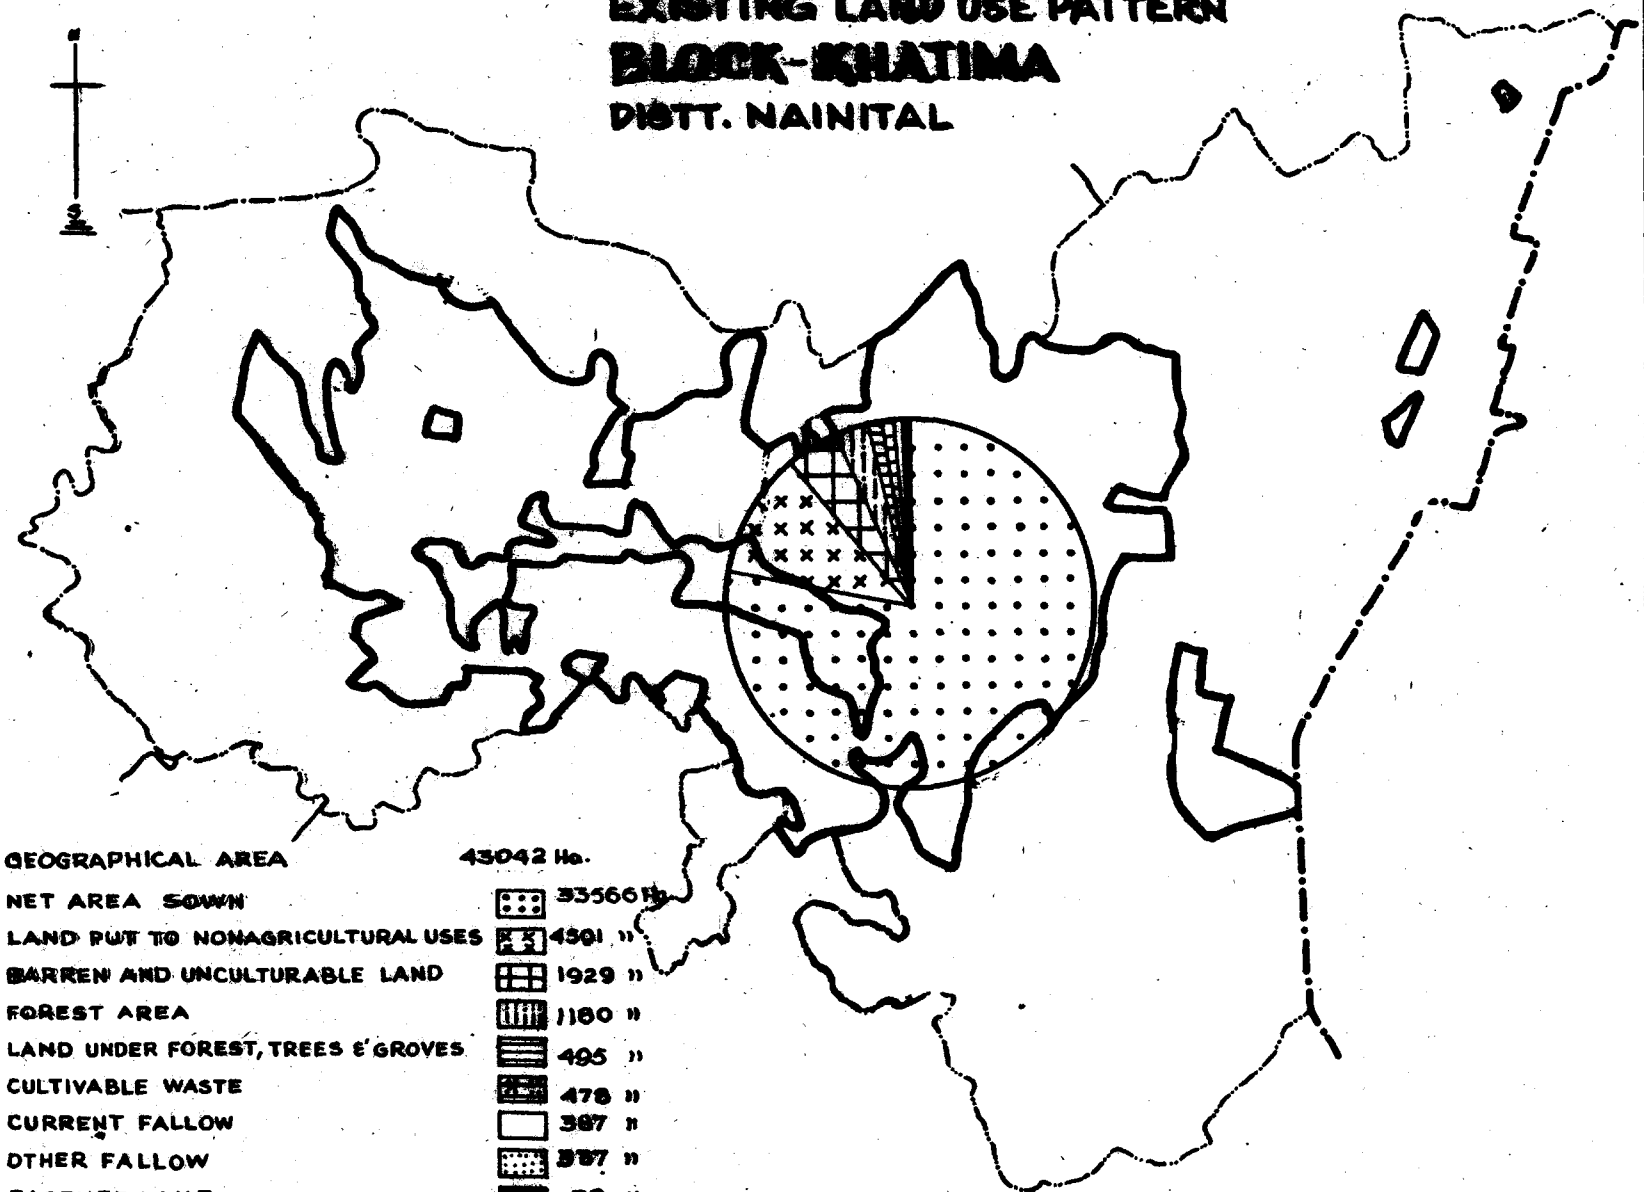 EXISTING LAND USE PATTERN
BLOCK-KHATIMA
DISTT. NAINITAL
N
S
GEOGRAPHICAL AREA 43042 Ha.
NET AREA SOWN 33566 Ha
LAND PUT TO NONAGRICULTURAL USES 4501 "
BARREN AND UNCULTURABLE LAND 1929 "
FOREST AREA 1180 "
LAND UNDER FOREST, TREES & GROVES 495 "
CULTIVABLE WASTE 478 "
CURRENT FALLOW 387 "
OTHER FALLOW "